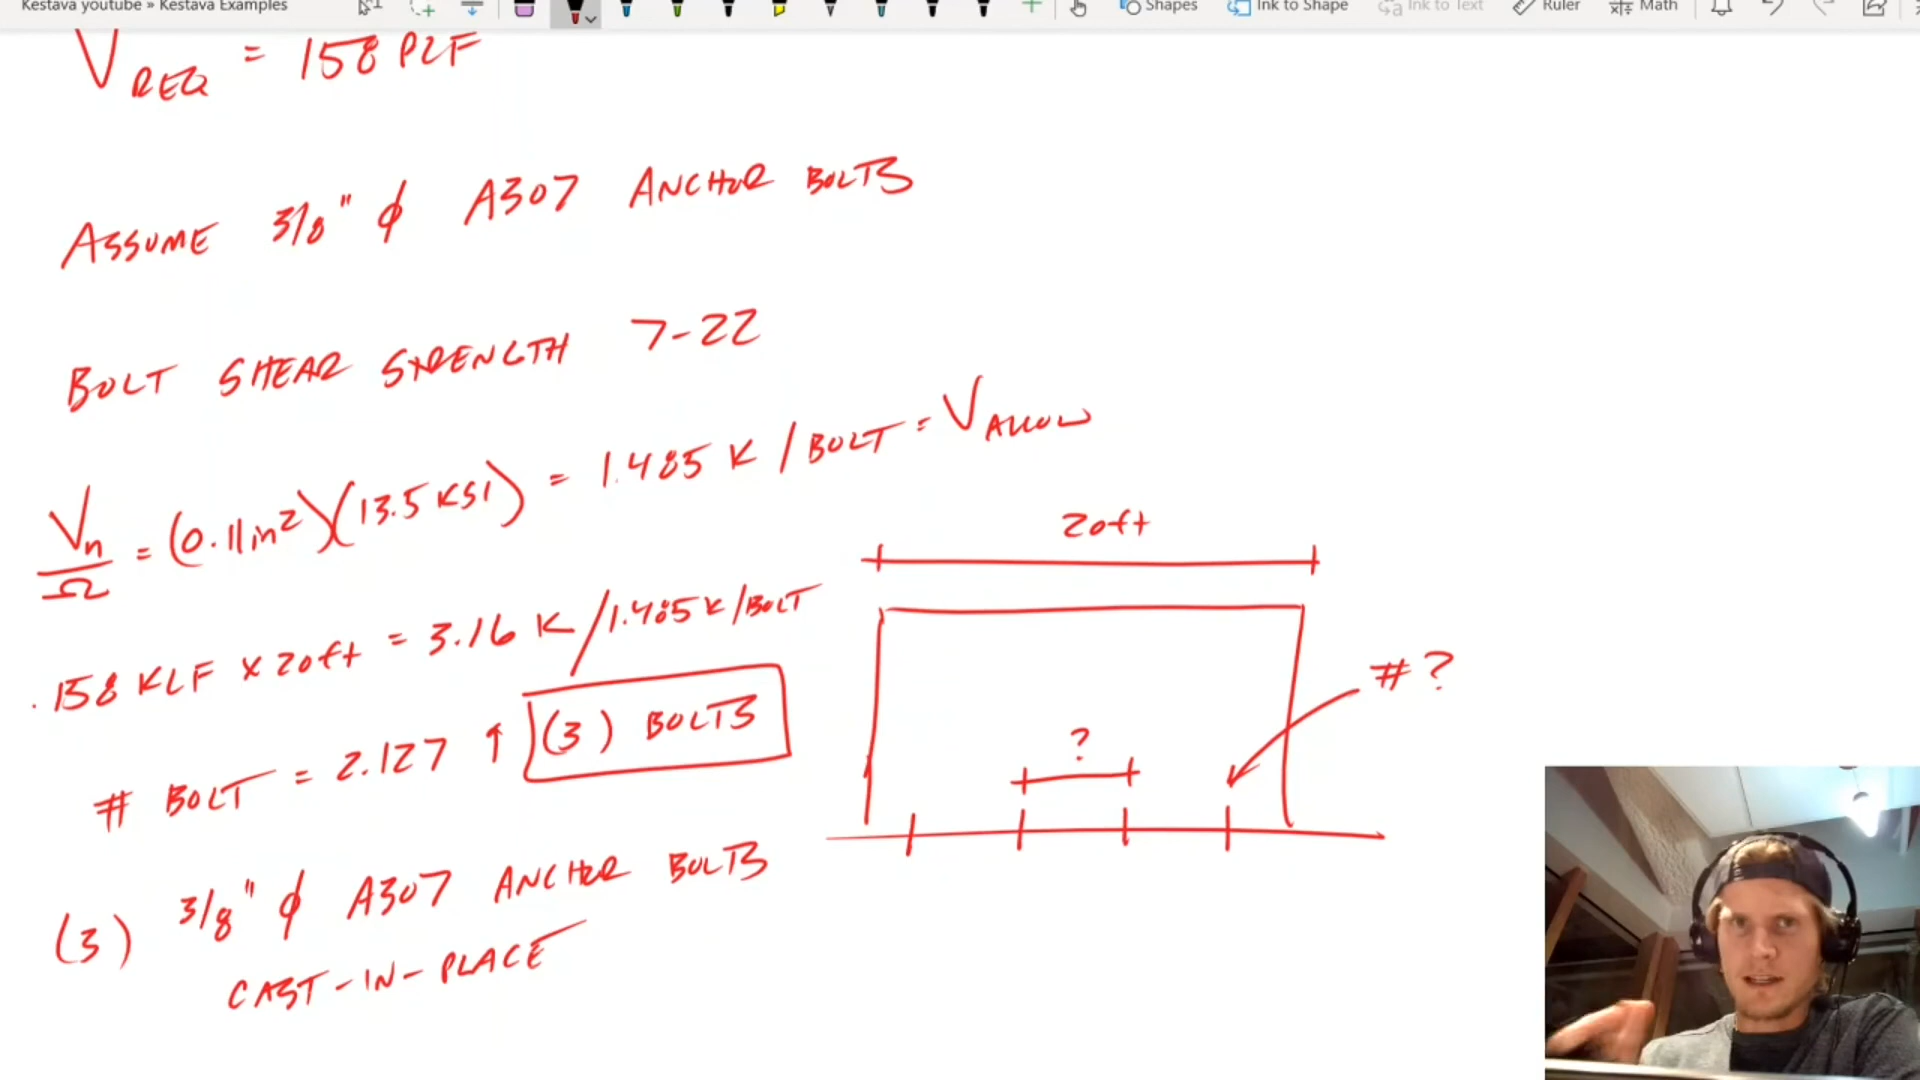 Kestava youtube » Kestava Examples
Shapes Ink to Shape Ink to Text Ruler Math
V REQ = 158 PLF
ASSUME 3/8" ϕ A307 ANCHOR BOLTS
BOLT SHEAR STRENGTH 7-22
Vn/Ω = (0.11in²)(13.5KSI) = 1.485 K /BOLT = V ALLOW
.158 KLF x 20ft = 3.16 K /1.485K/BOLT
# BOLT = 2.127 ↑ (3) BOLTS
(3) 3/8" ϕ A307 ANCHOR BOLTS
CAST-IN-PLACE
20ft
# ?
?